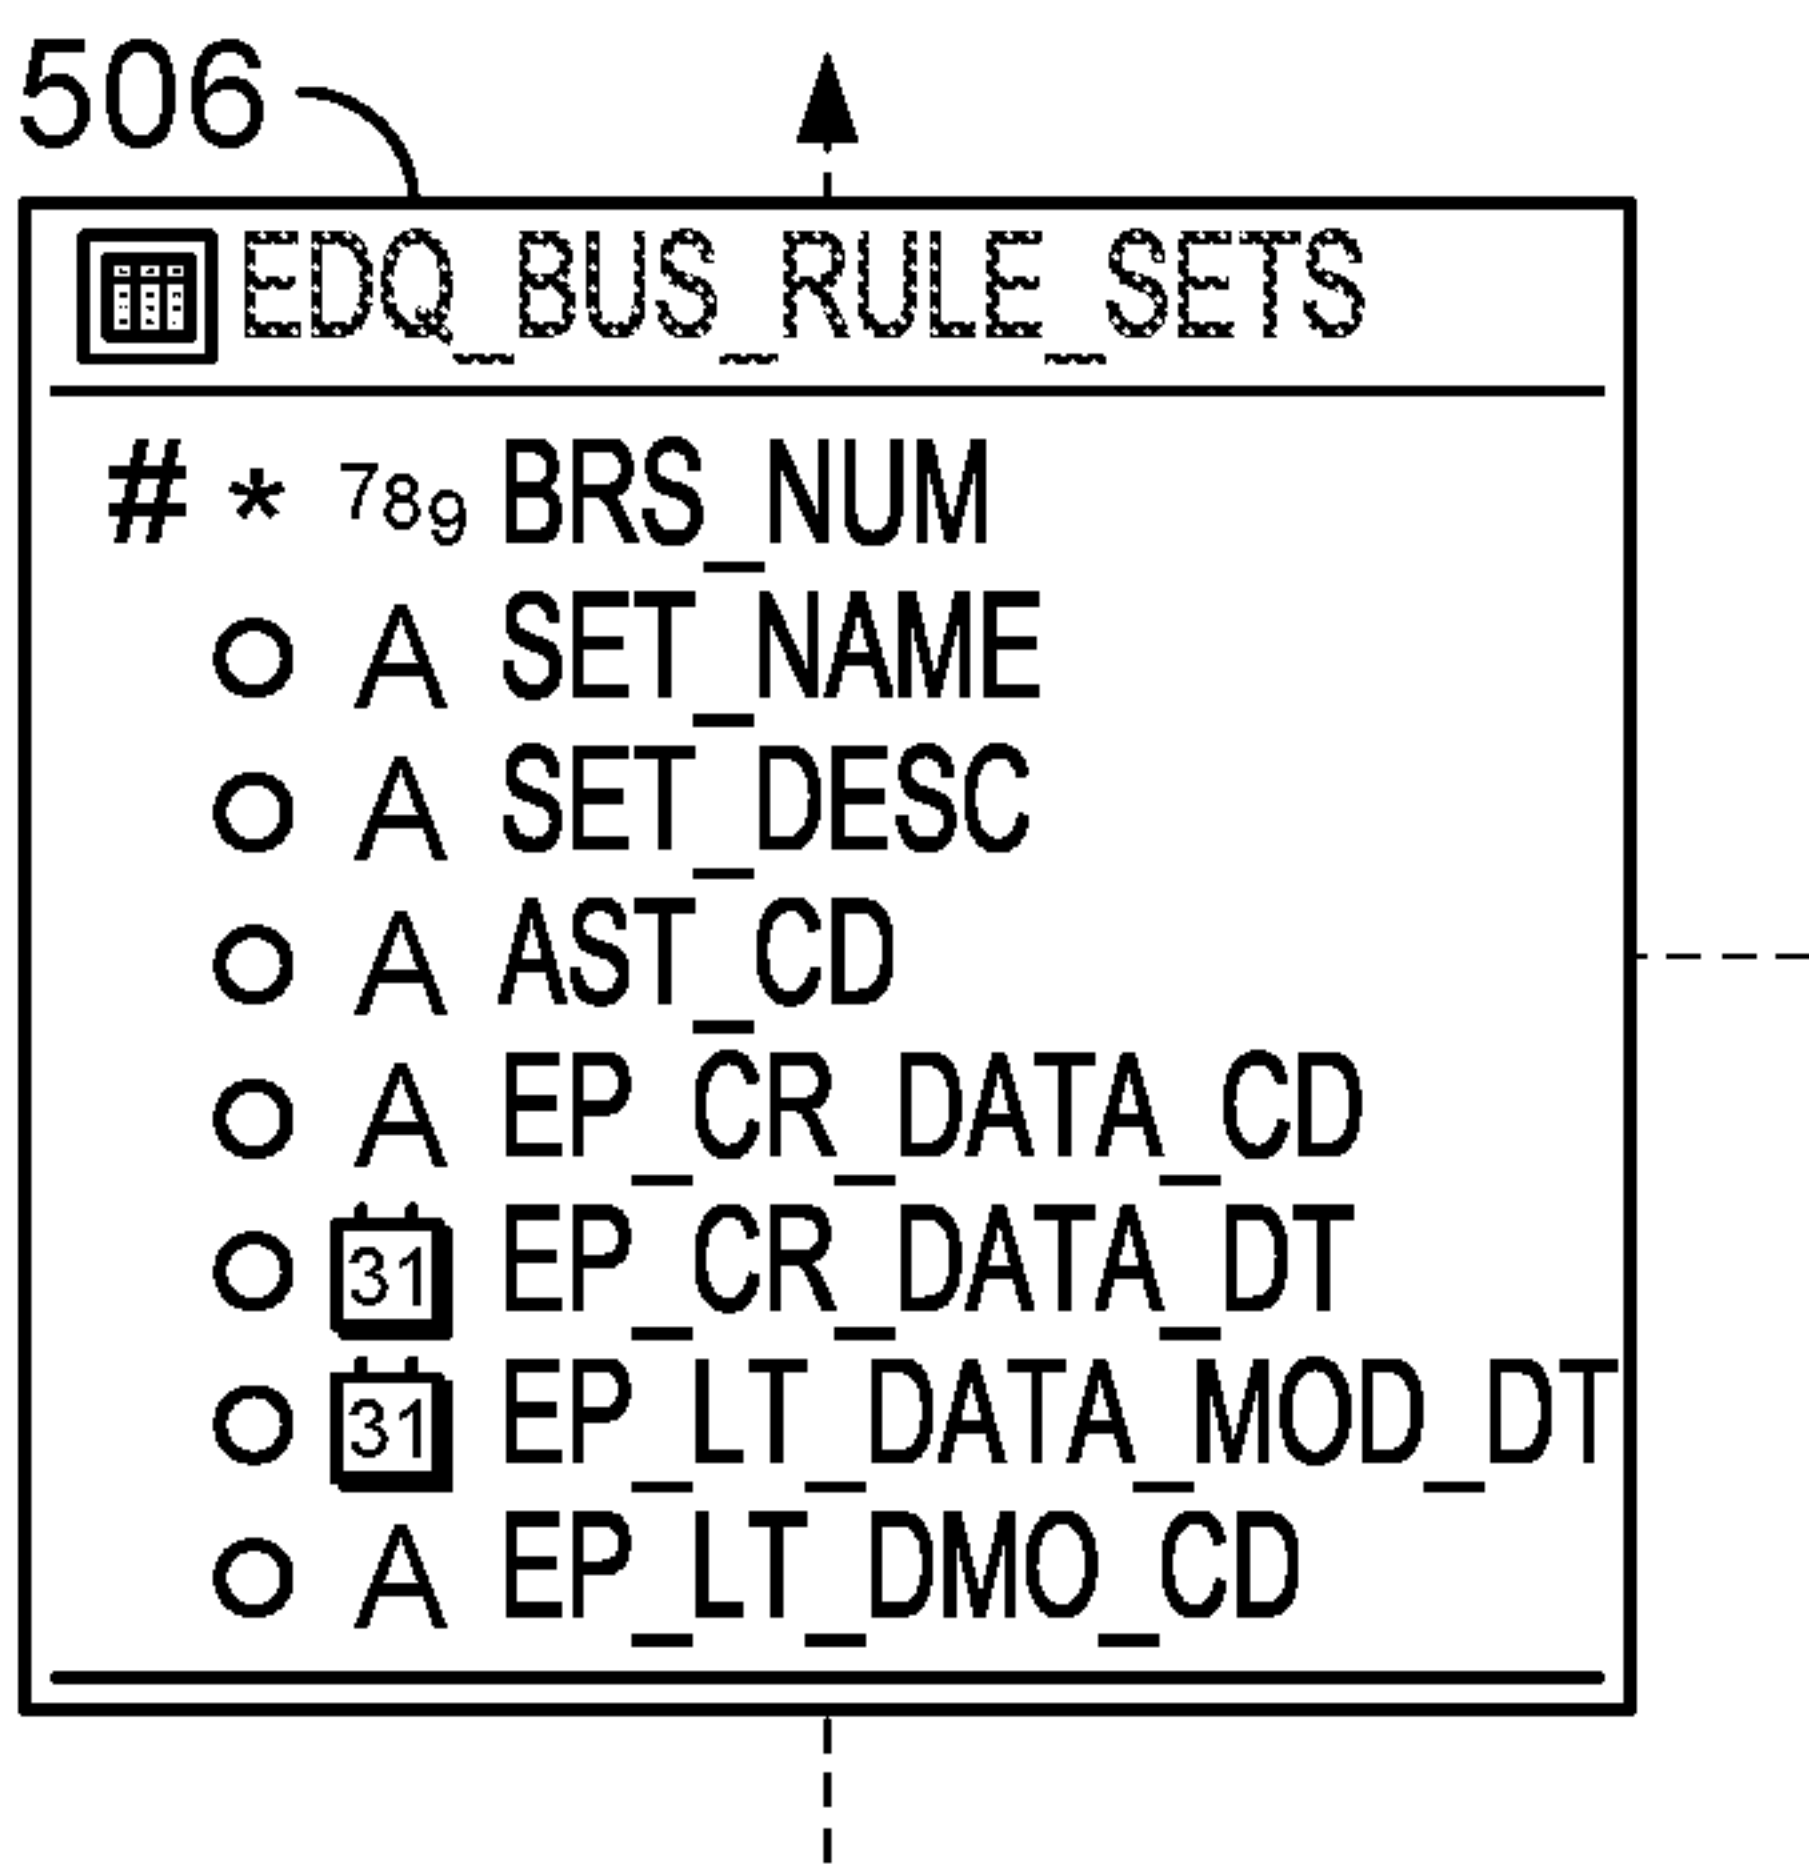 506
EDQ_BUS_RULE_SETS
# * 789 BRS_NUM
O A SET_NAME
O A SET_DESC
O A AST_CD
O A EP_CR_DATA_CD
O 31 EP_CR_DATA_DT
O 31 EP_LT_DATA_MOD_DT
O A EP_LT_DMO_CD